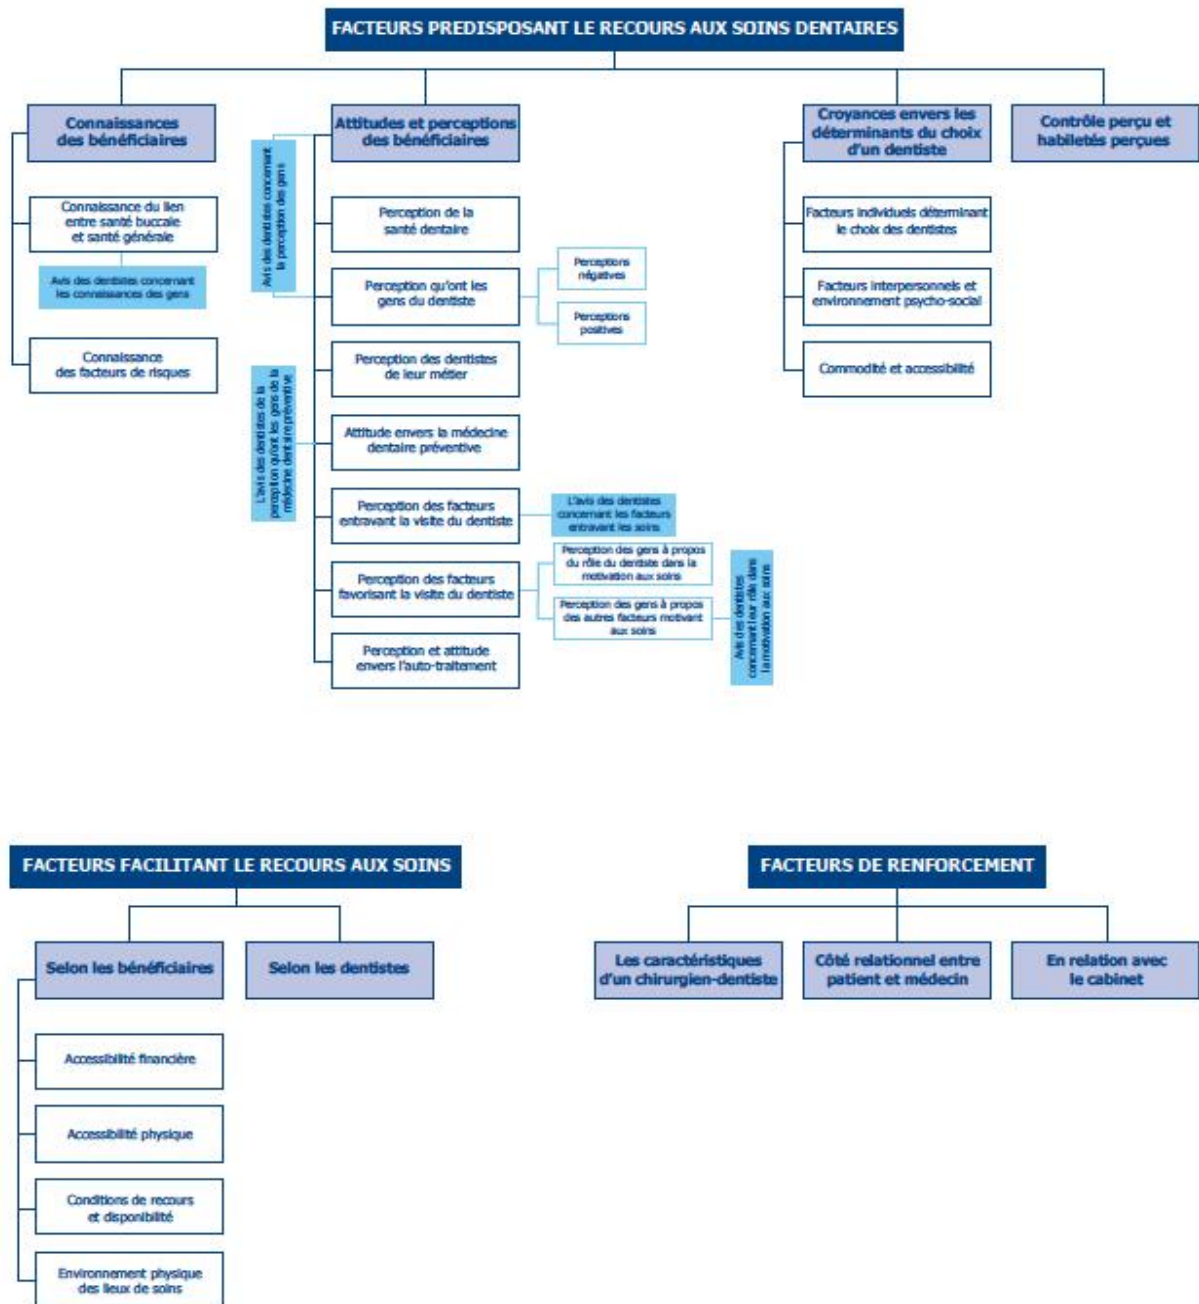 FACTEURS PREDISPOSANT LE RECOURS AUX SOINS DENTAIRES
Connaissances
des bénéficiaires
Connaissance du lien
entre santé buccale
et santé générale
Avis des dentistes concernant
les connaissances des gens
Connaissance
des facteurs de risques
Attitudes et perceptions
des bénéficiaires
Avis des dentistes concernant
la perception des gens
Perception de la
santé dentaire
Perception qu'ont les
gens du dentiste
Perceptions
négatives
Perceptions
positives
Perception des dentistes
de leur métier
L'avis des dentistes de la
perception qu'ont les gens de la
médecine dentaire préventive
Attitude envers la médecine
dentaire préventive
Perception des facteurs
entravant la visite du dentiste
L'avis des dentistes
concernant les facteurs
entravant les soins
Perception des facteurs
favorisant la visite du dentiste
Perception des gens à propos
du rôle du dentiste dans la
motivation aux soins
Perception des gens à propos
des autres facteurs motivant
aux soins
Avis des dentistes
concernant leur rôle dans
la motivation aux soins
Perception et attitude
envers l'auto-traitement
Croyances envers les
déterminants du choix
d'un dentiste
Facteurs individuels déterminant
le choix des dentistes
Facteurs interpersonnels et
environnement psycho-social
Commodité et accessibilité
Contrôle perçu et
habiletés perçues
FACTEURS FACILITANT LE RECOURS AUX SOINS
Selon les bénéficiaires
Accessibilité financière
Accessibilité physique
Conditions de recours
et disponibilité
Environnement physique
des lieux de soins
Selon les dentistes
FACTEURS DE RENFORCEMENT
Les caractéristiques
d'un chirurgien-dentiste
Côté relationnel entre
patient et médecin
En relation avec
le cabinet